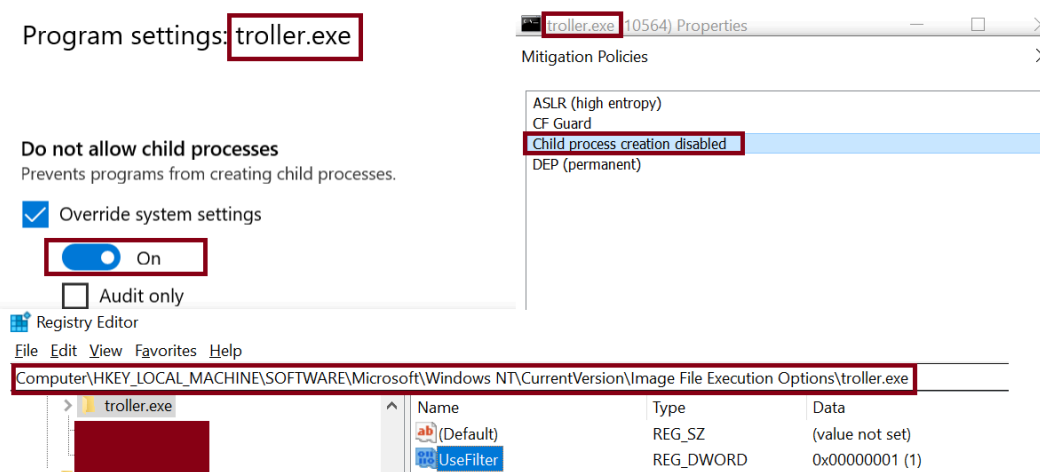 Program settings: troller.exe
Do not allow child processes
Prevents programs from creating child processes.
Override system settings
On
Audit only
troller.exe (10564) Properties
Mitigation Policies
ASLR (high entropy)
CF Guard
Child process creation disabled
DEP (permanent)
Registry Editor
File Edit View Favorites Help
Computer\HKEY_LOCAL_MACHINE\SOFTWARE\Microsoft\Windows NT\CurrentVersion\Image File Execution Options\troller.exe
troller.exe
Name Type Data
(Default) REG_SZ (value not set)
UseFilter REG_DWORD 0x00000001 (1)